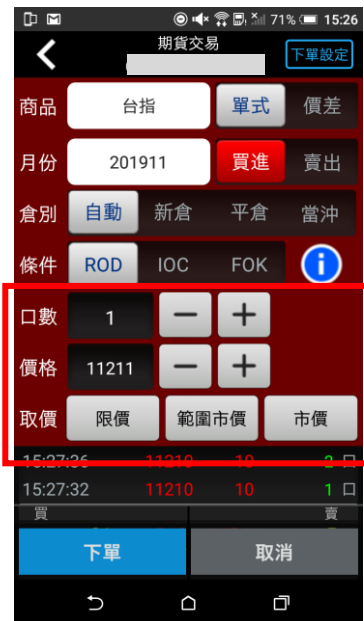 71% 15:26
期貨交易
下單設定
商品 台指 單式 價差
月份 201911 買進 賣出
倉別 自動 新倉 平倉 當沖
條件 ROD IOC FOK i
口數 1 − +
價格 11211 − +
取價 限價 範圍市價 市價
15:27:36 11210 10 2 口
15:27:32 11210 10 1 口
買 賣
下單 取消